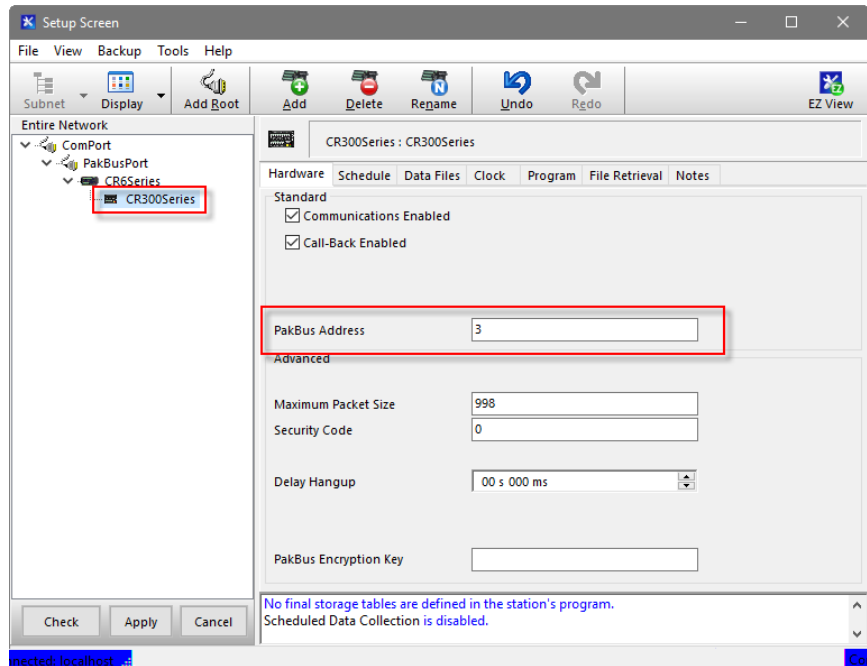 Setup Screen
File View Backup Tools Help
Subnet Display Add Root Add Delete Rename Undo Redo EZ View
Entire Network
ComPort
PakBusPort
CR6Series
CR300Series
CR300Series : CR300Series
Hardware Schedule Data Files Clock Program File Retrieval Notes
Standard
Communications Enabled
Call-Back Enabled
PakBus Address 3
Advanced
Maximum Packet Size 998
Security Code 0
Delay Hangup 00 s 000 ms
PakBus Encryption Key
No final storage tables are defined in the station's program.
Scheduled Data Collection is disabled.
Check Apply Cancel
localhost